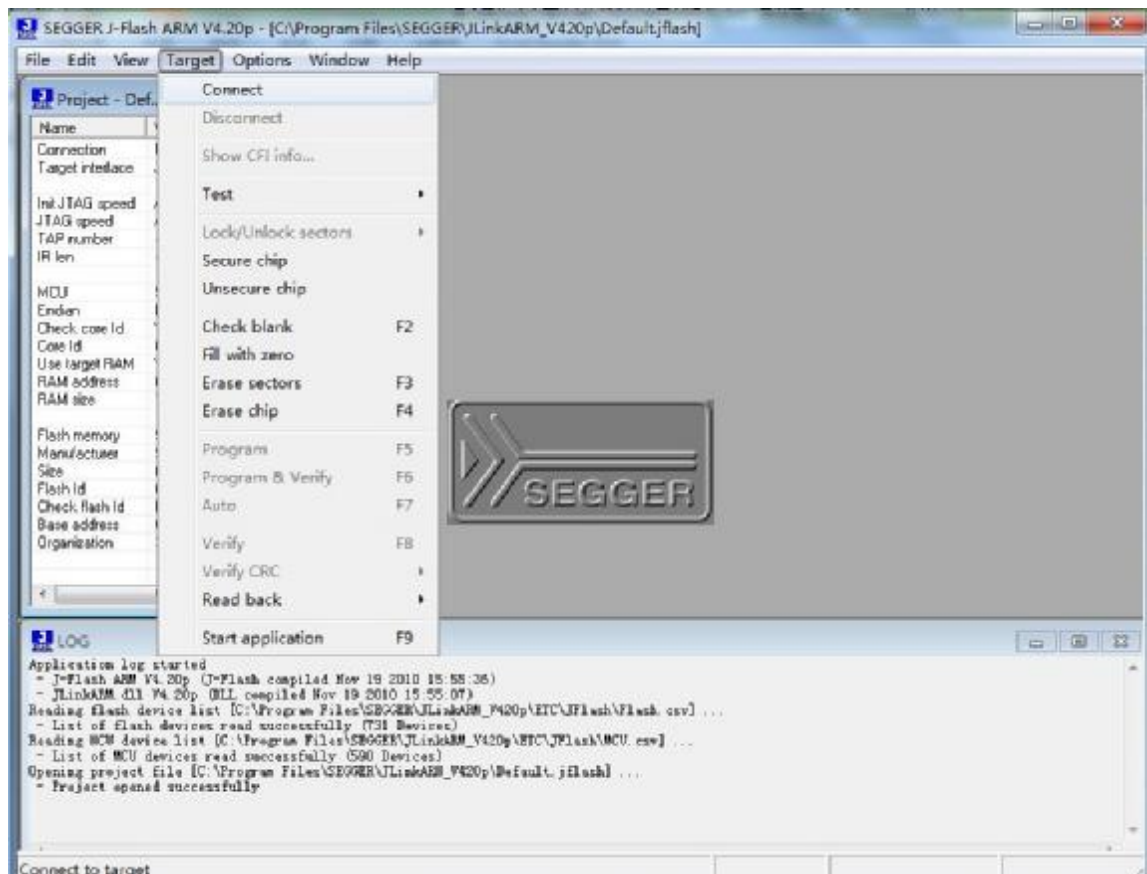 SEGGER J-Flash ARM V4.20p - [C:\Program Files\SEGGER\JLinkARM_V420p\Default.jflash]
File Edit View Target Options Window Help
Project - Def...
Name
Connection
Target interface
Init JTAG speed
JTAG speed
TAP number
IR len
MCU
Endian
Check core Id
Core Id
Use target RAM
RAM address
RAM size
Flash memory
Manufacturer
Size
Flash Id
Check flash Id
Base address
Organization
Connect
Disconnect
Show CFI info...
Test
Lock/Unlock sectors
Secure chip
Unsecure chip
Check blank F2
Fill with zero
Erase sectors F3
Erase chip F4
Program F5
Program & Verify F6
Auto F7
Verify F8
Verify CRC
Read back
Start application F9
SEGGER
LOG
Application log started
- J-Flash ARM V4.20p (J-Flash compiled Nov 19 2010 15:55:36)
- JLinkARM.dll V4.20p (DLL compiled Nov 19 2010 15:55:07)
Reading flash device list [C:\Program Files\SEGGER\JLinkARM_V420p\ETC\JFlash\Flash.csv] ...
- List of flash devices read successfully (731 Devices)
Reading MCU device list [C:\Program Files\SEGGER\JLinkARM_V420p\ETC\JFlash\MCU.csv] ...
- List of MCU devices read successfully (590 Devices)
Opening project file [C:\Program Files\SEGGER\JLinkARM_V420p\Default.jflash] ...
- Project opened successfully
Connect to target